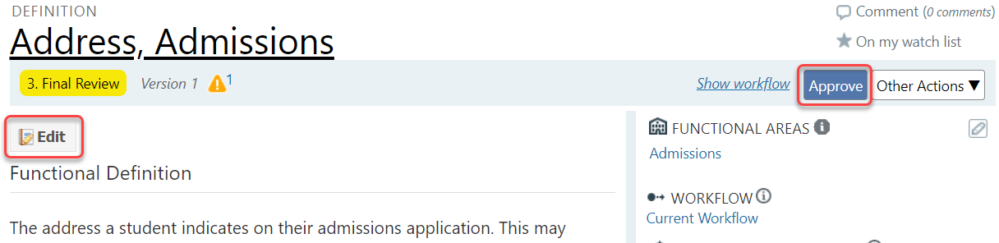 DEFINITION
Comment (0 comments)
Address, Admissions
On my watch list
3. Final Review Version 1 1 Show workflow Approve Other Actions ▼
Edit
FUNCTIONAL AREAS
Admissions
Functional Definition
WORKFLOW
Current Workflow
The address a student indicates on their admissions application. This may